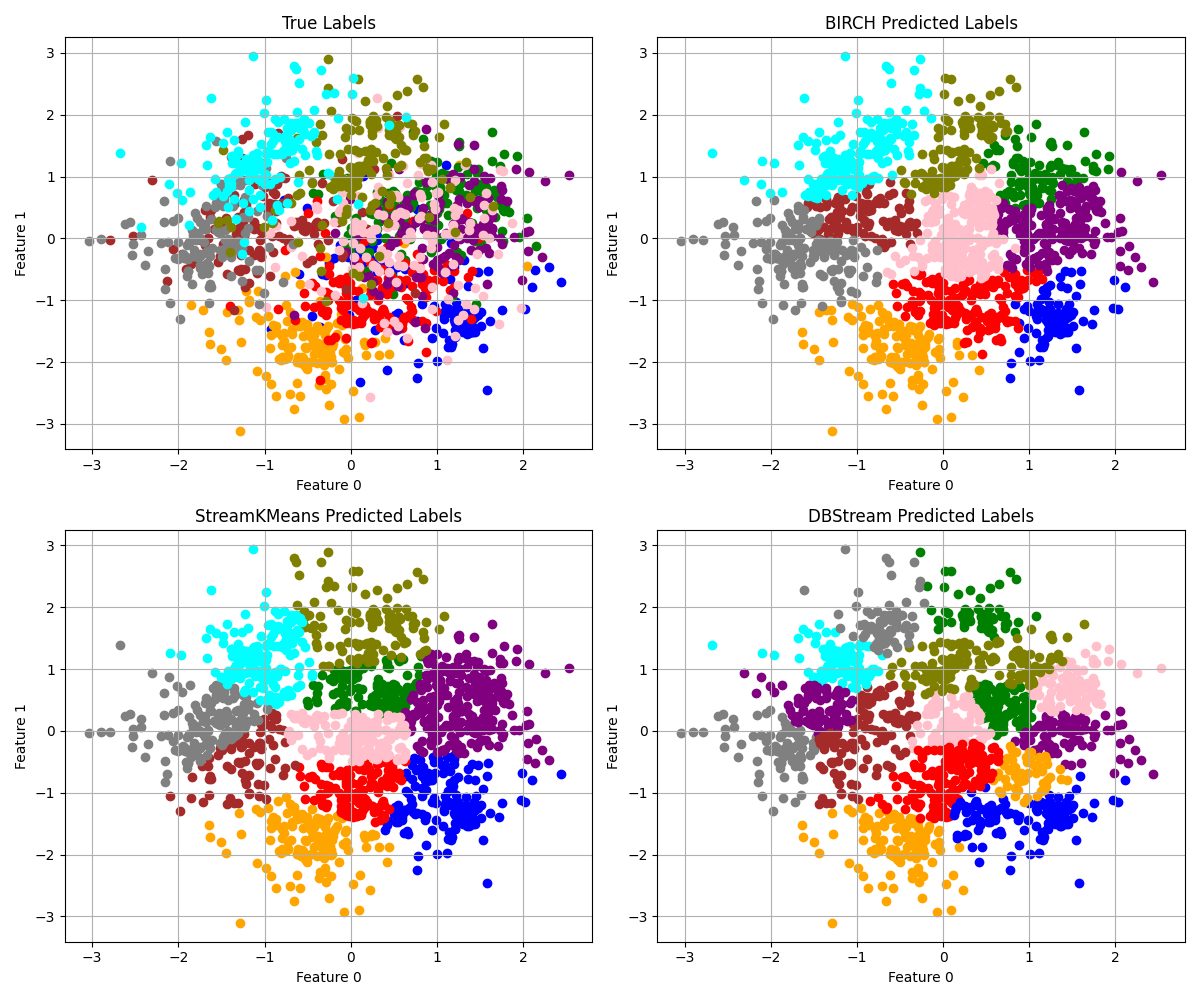 True Labels
3
2
1
0
−1
−2
−3
Feature 1
−3 −2 −1 0 1 2
Feature 0
BIRCH Predicted Labels
3
2
1
0
−1
−2
−3
Feature 1
−3 −2 −1 0 1 2
Feature 0
StreamKMeans Predicted Labels
3
2
1
0
−1
−2
−3
Feature 1
−3 −2 −1 0 1 2
Feature 0
DBStream Predicted Labels
3
2
1
0
−1
−2
−3
Feature 1
−3 −2 −1 0 1 2
Feature 0